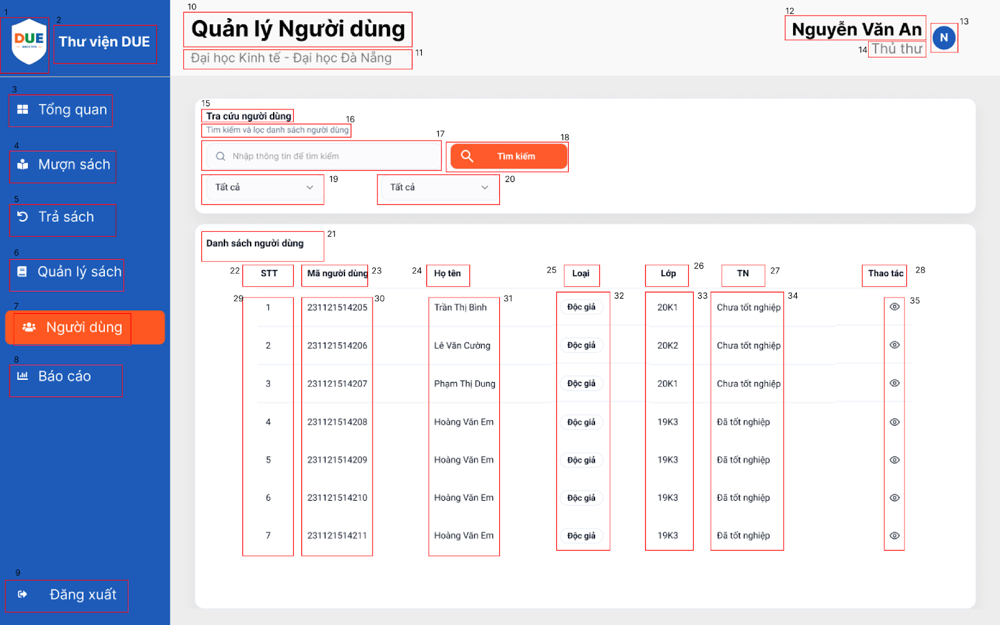 1
DUE
SINCE 1975
2
Thư viện DUE
3
Tổng quan
4
Mượn sách
5
Trả sách
6
Quản lý sách
7
Người dùng
8
Báo cáo
9
Đăng xuất
10
Quản lý Người dùng
11
Đại học Kinh tế - Đại học Đà Nẵng
12
Nguyễn Văn An
13
N
14
Thủ thư
15
Tra cứu người dùng
16
Tìm kiếm và lọc danh sách người dùng
17
Nhập thông tin để tìm kiếm
18
Tìm kiếm
19
Tất cả
20
Tất cả
21
Danh sách người dùng
22 STT Mã người dùng 23 24 Họ tên 25 Loại Lớp 26 TN 27 Thao tác 28
29 30 31 32 33 34 35
1 231121514205 Trần Thị Bình Độc giả 20K1 Chưa tốt nghiệp
2 231121514206 Lê Văn Cường Độc giả 20K2 Chưa tốt nghiệp
3 231121514207 Phạm Thị Dung Độc giả 20K1 Chưa tốt nghiệp
4 231121514208 Hoàng Văn Em Độc giả 19K3 Đã tốt nghiệp
5 231121514209 Hoàng Văn Em Độc giả 19K3 Đã tốt nghiệp
6 231121514210 Hoàng Văn Em Độc giả 19K3 Đã tốt nghiệp
7 231121514211 Hoàng Văn Em Độc giả 19K3 Đã tốt nghiệp